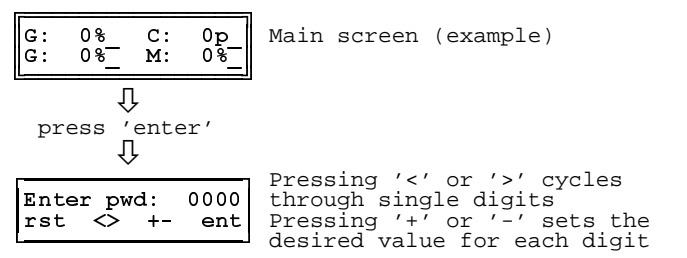 G:  0%_ C:  0p_
G:  0%_ M:  0%_
Main screen (example)
press 'enter'
Enter pwd: 0000
rst <> +- ent
Pressing '<' or '>' cycles
through single digits
Pressing '+' or '-' sets the
desired value for each digit